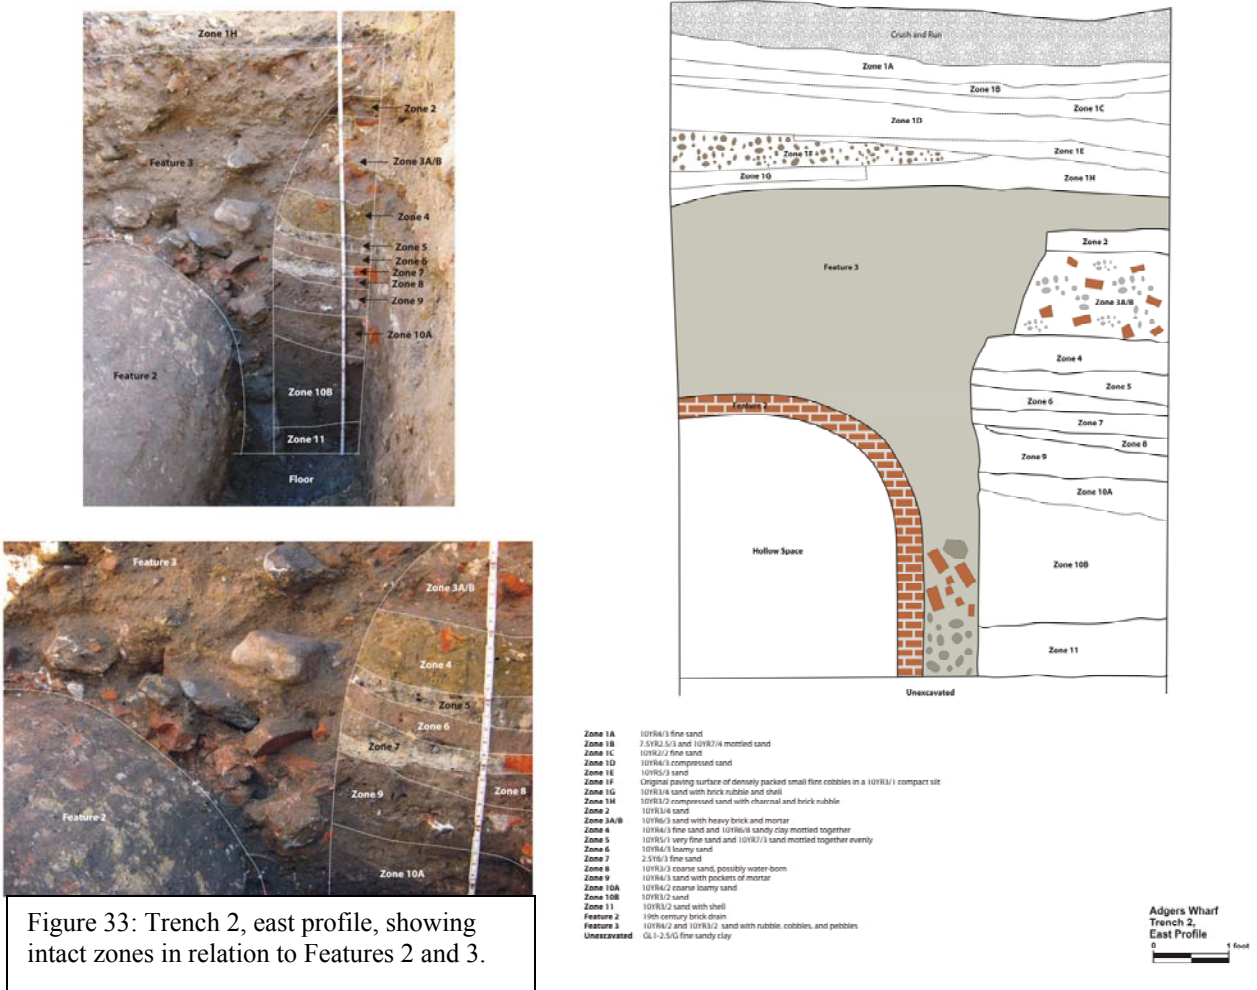 Zone 1H
Zone 2
Feature 3
Zone 3A/B
Zone 4
Zone 5
Zone 6
Zone 7
Zone 8
Zone 9
Zone 10A
Feature 2
Zone 10B
Zone 11
Floor
Feature 3
Zone 3A/B
Zone 4
Zone 5
Zone 6
Zone 7
Zone 9
Zone 8
Feature 2
Zone 10A
Figure 33: Trench 2, east profile, showing
intact zones in relation to Features 2 and 3.
Crush and Run
Zone 1A
Zone 1B
Zone 1C
Zone 1D
Zone 1E
Zone 1F
Zone 1G
Zone 1H
Zone 2
Feature 3
Zone 3A/B
Zone 4
Zone 5
Zone 6
Feature 2
Zone 7
Zone 8
Zone 9
Zone 10A
Hollow Space
Zone 10B
Zone 11
Unexcavated
Zone 1A 10YR4/3 fine sand
Zone 1B 7.5YR2.5/3 and 10YR7/4 mottled sand
Zone 1C 10YR2/2 fine sand
Zone 1D 10YR4/3 compressed sand
Zone 1E 10YR5/3 sand
Zone 1F Original paving surface of densely packed small flint cobbles in a 10YR3/1 compact silt
Zone 1G 10YR3/4 sand with brick rubble and shell
Zone 1H 10YR3/2 compressed sand with charcoal and brick rubble
Zone 2 10YR3/4 sand
Zone 3A/B 10YR6/3 sand with heavy brick and mortar
Zone 4 10YR4/3 fine sand and 10YR6/8 sandy clay mottled together
Zone 5 10YR5/1 very fine sand and 10YR7/3 sand mottled together evenly
Zone 6 10YR4/3 loamy sand
Zone 7 2.5Y6/3 fine sand
Zone 8 10YR3/3 coarse sand, possibly water-born
Zone 9 10YR4/3 sand with pockets of mortar
Zone 10A 10YR4/2 coarse loamy sand
Zone 10B 10YR3/2 sand
Zone 11 10YR3/2 sand with shell
Feature 2 19th century brick drain
Feature 3 10YR4/2 and 10YR3/2 sand with rubble, cobbles, and pebbles
Unexcavated GL1-2.5/G fine sandy clay
Adgers Wharf
Trench 2,
East Profile
0 1 foot